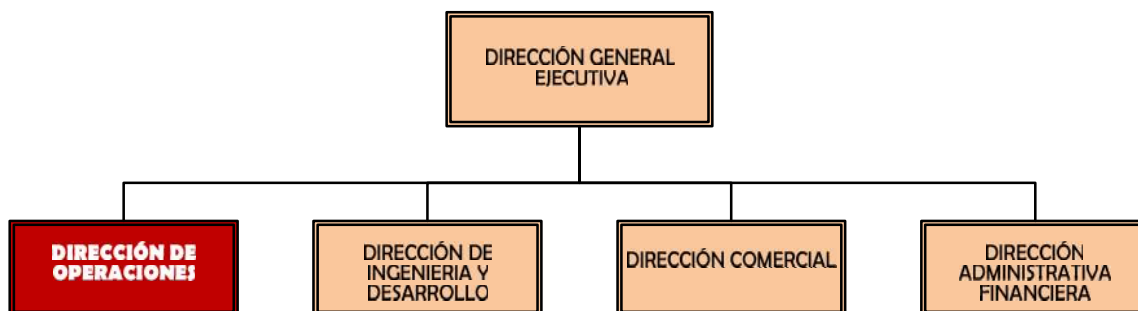 DIRECCIÓN GENERAL
EJECUTIVA
DIRECCIÓN DE
OPERACIONES
DIRECCIÓN DE
INGENIERIA Y
DESARROLLO
DIRECCIÓN COMERCIAL
DIRECCIÓN
ADMINISTRATIVA
FINANCIERA